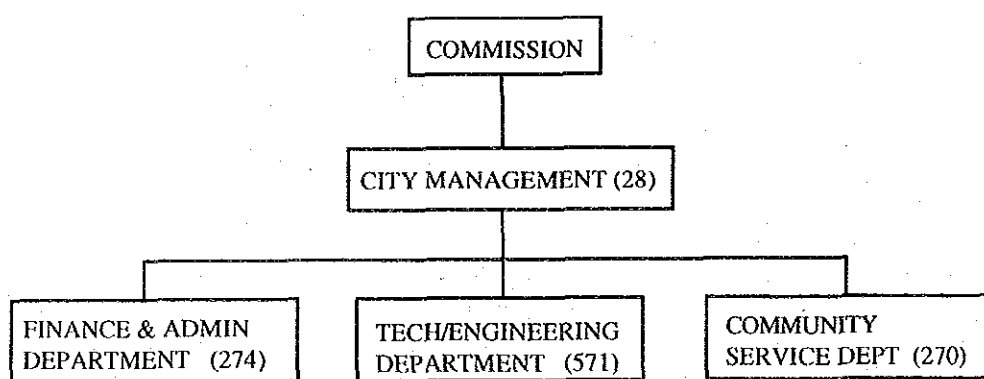 COMMISSION
CITY MANAGEMENT (28)
FINANCE & ADMIN
DEPARTMENT (274)
TECH/ENGINEERING
DEPARTMENT (571)
COMMUNITY
SERVICE DEPT (270)